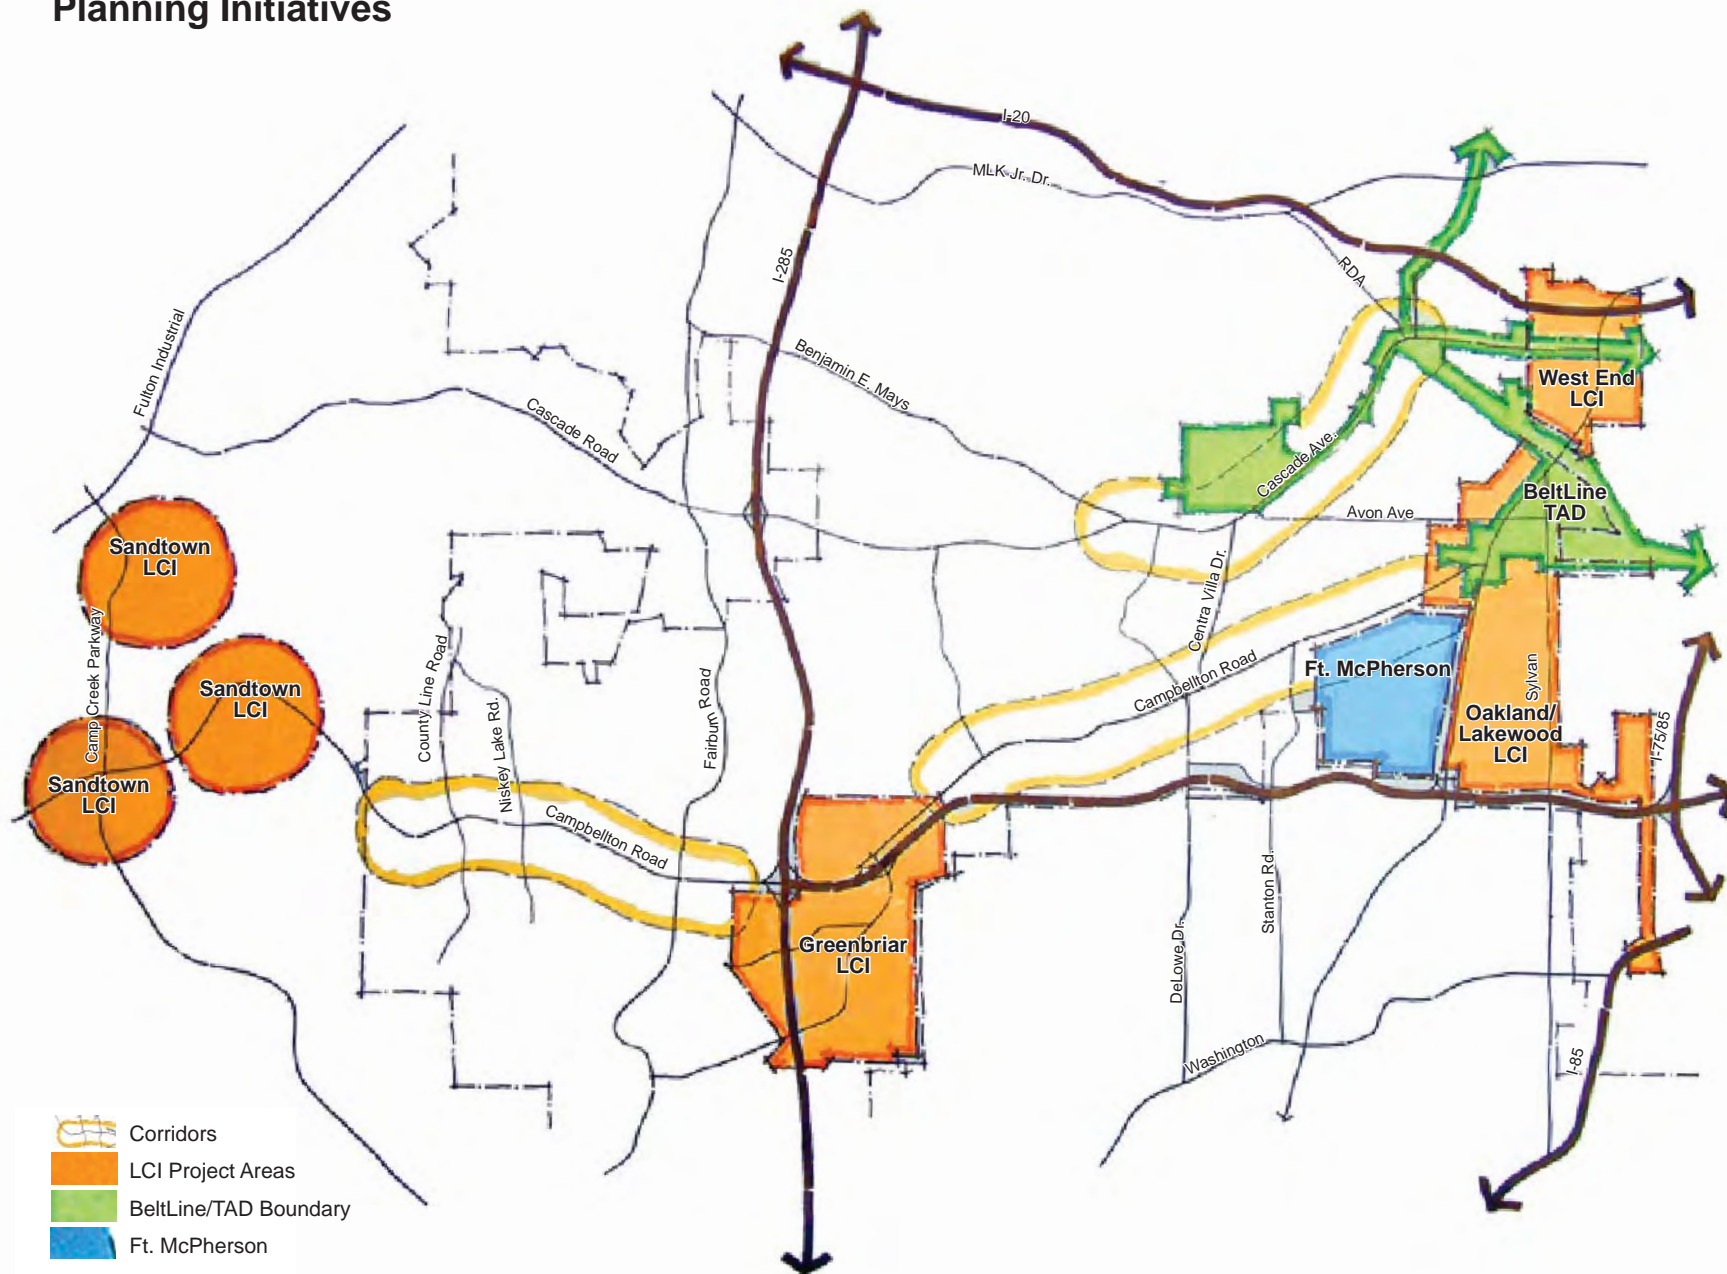 Planning Initiatives
I-20
MLK Jr. Dr.
I-285
RDA
Fulton Industrial
Benjamin E. Mays
Cascade Road
West End
LCI
Cascade Ave.
BeltLine
TAD
Avon Ave
Sandtown
LCI
Centra Villa Dr.
Camp Creek Parkway
County Line Road
Niskey Lake Rd.
Fairburn Road
Sandtown
LCI
Campbellton Road
Ft. McPherson
Sylvan
Oakland/
Lakewood
LCI
I-75/85
Sandtown
LCI
Campbellton Road
Stanton Rd.
Greenbriar
LCI
DeLowe Dr.
Washington
I-85
Corridors
LCI Project Areas
BeltLine/TAD Boundary
Ft. McPherson